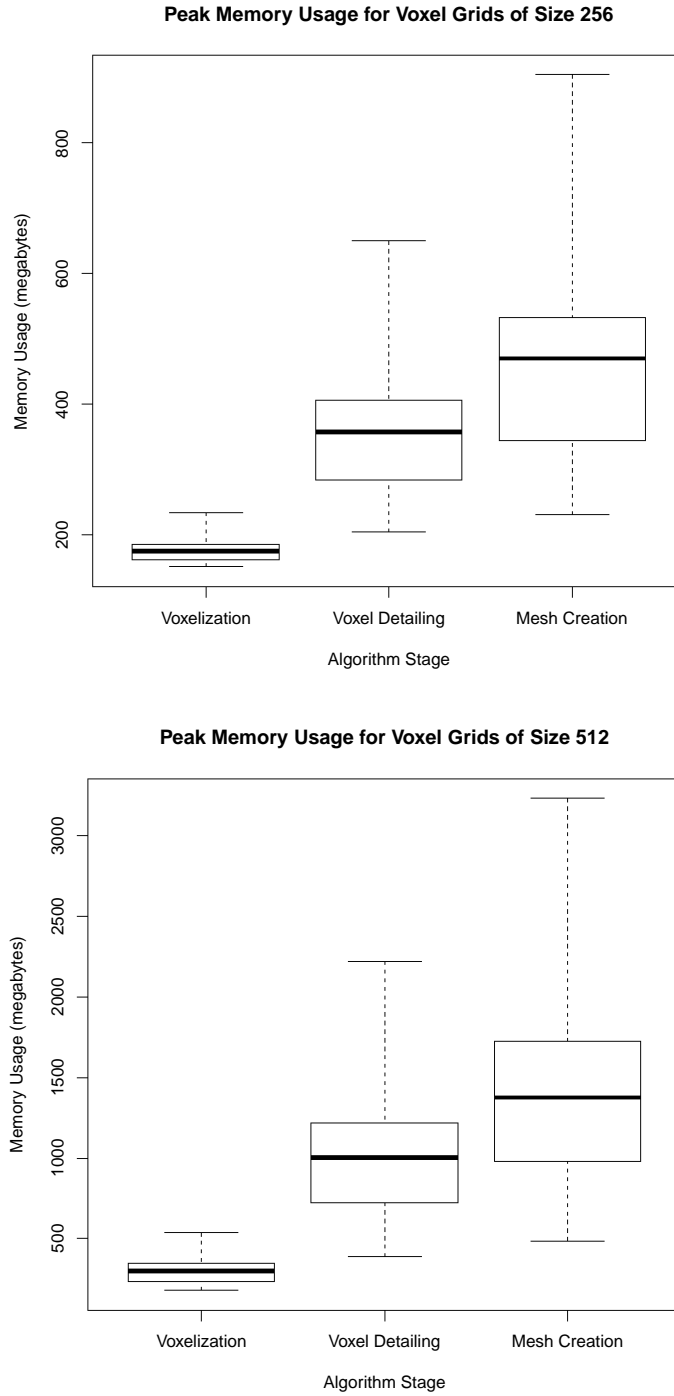 Peak Memory Usage for Voxel Grids of Size 256
Memory Usage (megabytes)
800
600
400
200
Voxelization
Voxel Detailing
Mesh Creation
Algorithm Stage
Peak Memory Usage for Voxel Grids of Size 512
Memory Usage (megabytes)
3000
2500
2000
1500
1000
500
Voxelization
Voxel Detailing
Mesh Creation
Algorithm Stage